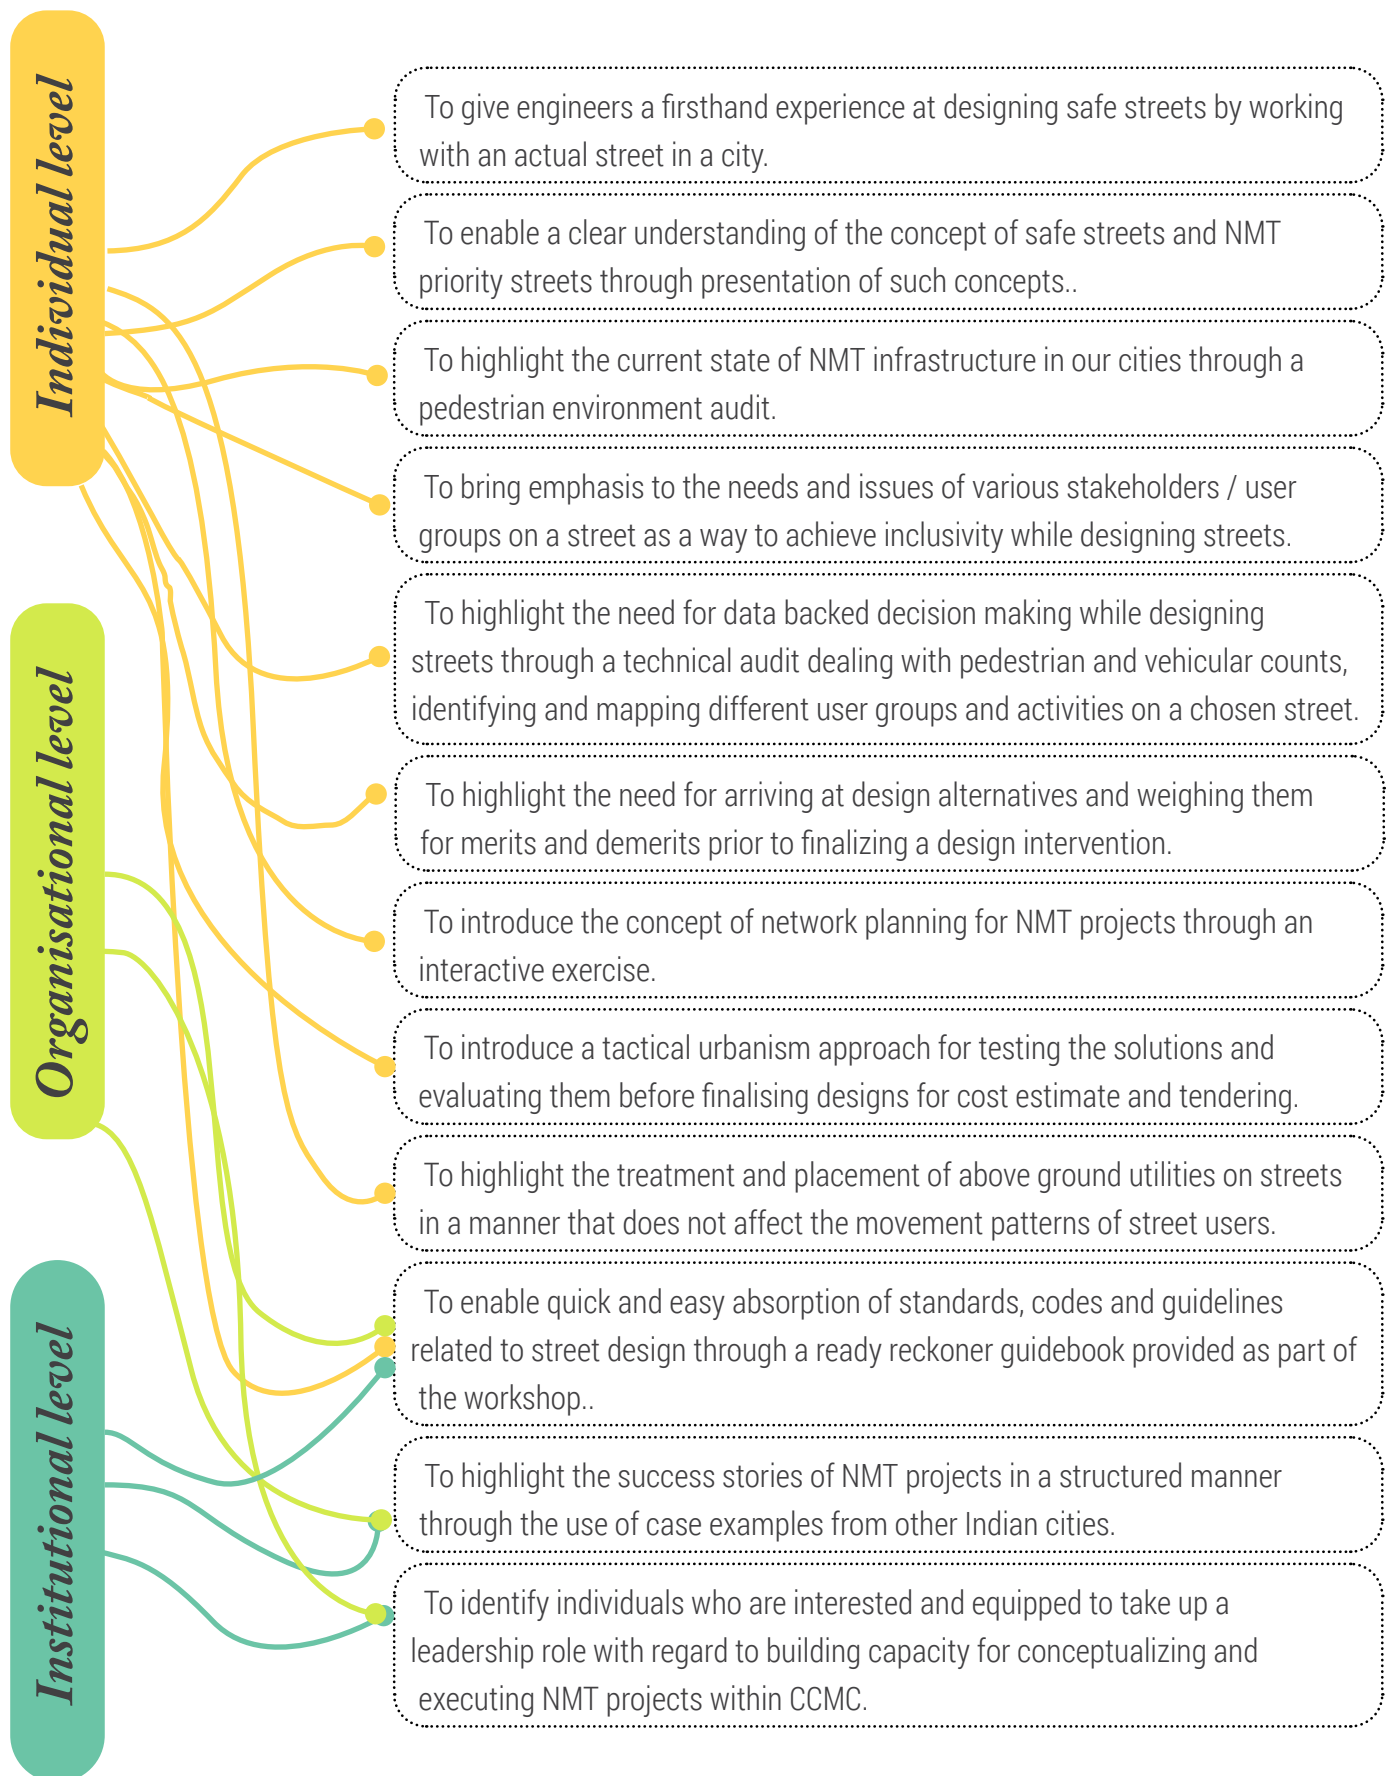 Individual level
To give engineers a firsthand experience at designing safe streets by working
with an actual street in a city.
To enable a clear understanding of the concept of safe streets and NMT
priority streets through presentation of such concepts..
To highlight the current state of NMT infrastructure in our cities through a
pedestrian environment audit.
To bring emphasis to the needs and issues of various stakeholders / user
groups on a street as a way to achieve inclusivity while designing streets.
Organisational level
To highlight the need for data backed decision making while designing
streets through a technical audit dealing with pedestrian and vehicular counts,
identifying and mapping different user groups and activities on a chosen street.
To highlight the need for arriving at design alternatives and weighing them
for merits and demerits prior to finalizing a design intervention.
To introduce the concept of network planning for NMT projects through an
interactive exercise.
To introduce a tactical urbanism approach for testing the solutions and
evaluating them before finalising designs for cost estimate and tendering.
To highlight the treatment and placement of above ground utilities on streets
in a manner that does not affect the movement patterns of street users.
Institutional level
To enable quick and easy absorption of standards, codes and guidelines
related to street design through a ready reckoner guidebook provided as part of
the workshop..
To highlight the success stories of NMT projects in a structured manner
through the use of case examples from other Indian cities.
To identify individuals who are interested and equipped to take up a
leadership role with regard to building capacity for conceptualizing and
executing NMT projects within CCMC.